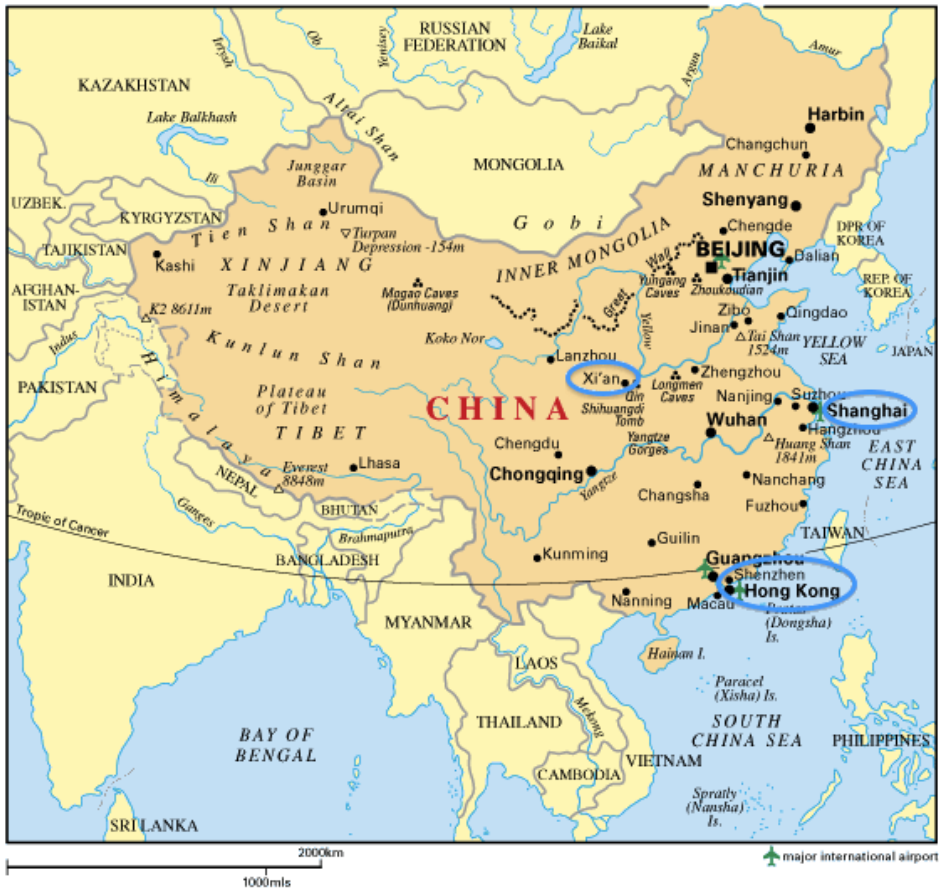 RUSSIAN
FEDERATION
Lake
Baikal
Ob
Irtysh
Yenisey
Argun
Amur
KAZAKHSTAN
Altai Shan
Lake Balkhash
Harbin
Changchun
MONGOLIA
MANCHURIA
Junggar
Basin
Ili
UZBEK.
KYRGYZSTAN
Urumqi
Shenyang
Gobi
Tien Shan
Turpan
Depression -154m
Chengde
DPR OF
KOREA
TAJIKISTAN
INNER MONGOLIA
Wall
BEIJING
Dalian
Kashi
XINJIANG
Yungang
Caves
Tianjin
Zhoukoudian
REP. OF
KOREA
AFGHAN-
ISTAN
Taklimakan
Desert
Mogao Caves
(Dunhuang)
Great
K2 8611m
Zibo
Qingdao
Jinan
Tai Shan
1524m
YELLOW
SEA
JAPAN
Indus
Kunlun Shan
Koko Nor
Yellow
Lanzhou
Himalaya
Xi'an
Zhengzhou
Longmen
Caves
PAKISTAN
Plateau
of Tibet
CHINA
Qin
Shihuangdi
Tomb
Nanjing
Suzhou
Shanghai
Wuhan
Hangzhou
TIBET
Yangtze
Gorges
Huang Shan
1841m
EAST
CHINA
SEA
Chengdu
Everest
8848m
Lhasa
NEPAL
Chongqing
Yangtze
Nanchang
Changsha
BHUTAN
Fuzhou
Tropic of Cancer
Ganges
Brahmaputra
TAIWAN
Guilin
BANGLADESH
Kunming
Guangzhou
Shenzhen
INDIA
Hong Kong
Nanning
Macau
(Dongsha)
Is.
MYANMAR
Hainan I.
LAOS
Paracel
(Xisha) Is.
Mekong
THAILAND
SOUTH
CHINA SEA
BAY OF
BENGAL
PHILIPPINES
VIETNAM
CAMBODIA
Spratly
(Nansha)
Is.
SRI LANKA
2000km
1000mls
major international airport